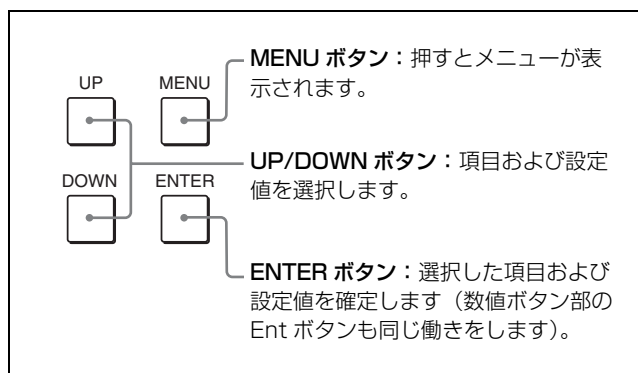 UP
MENU
DOWN
ENTER
MENU ボタン：押すとメニューが表
示されます。
UP/DOWN ボタン：項目および設定
値を選択します。
ENTER ボタン：選択した項目および
設定値を確定します（数値ボタン部の
Ent ボタンも同じ働きをします）。